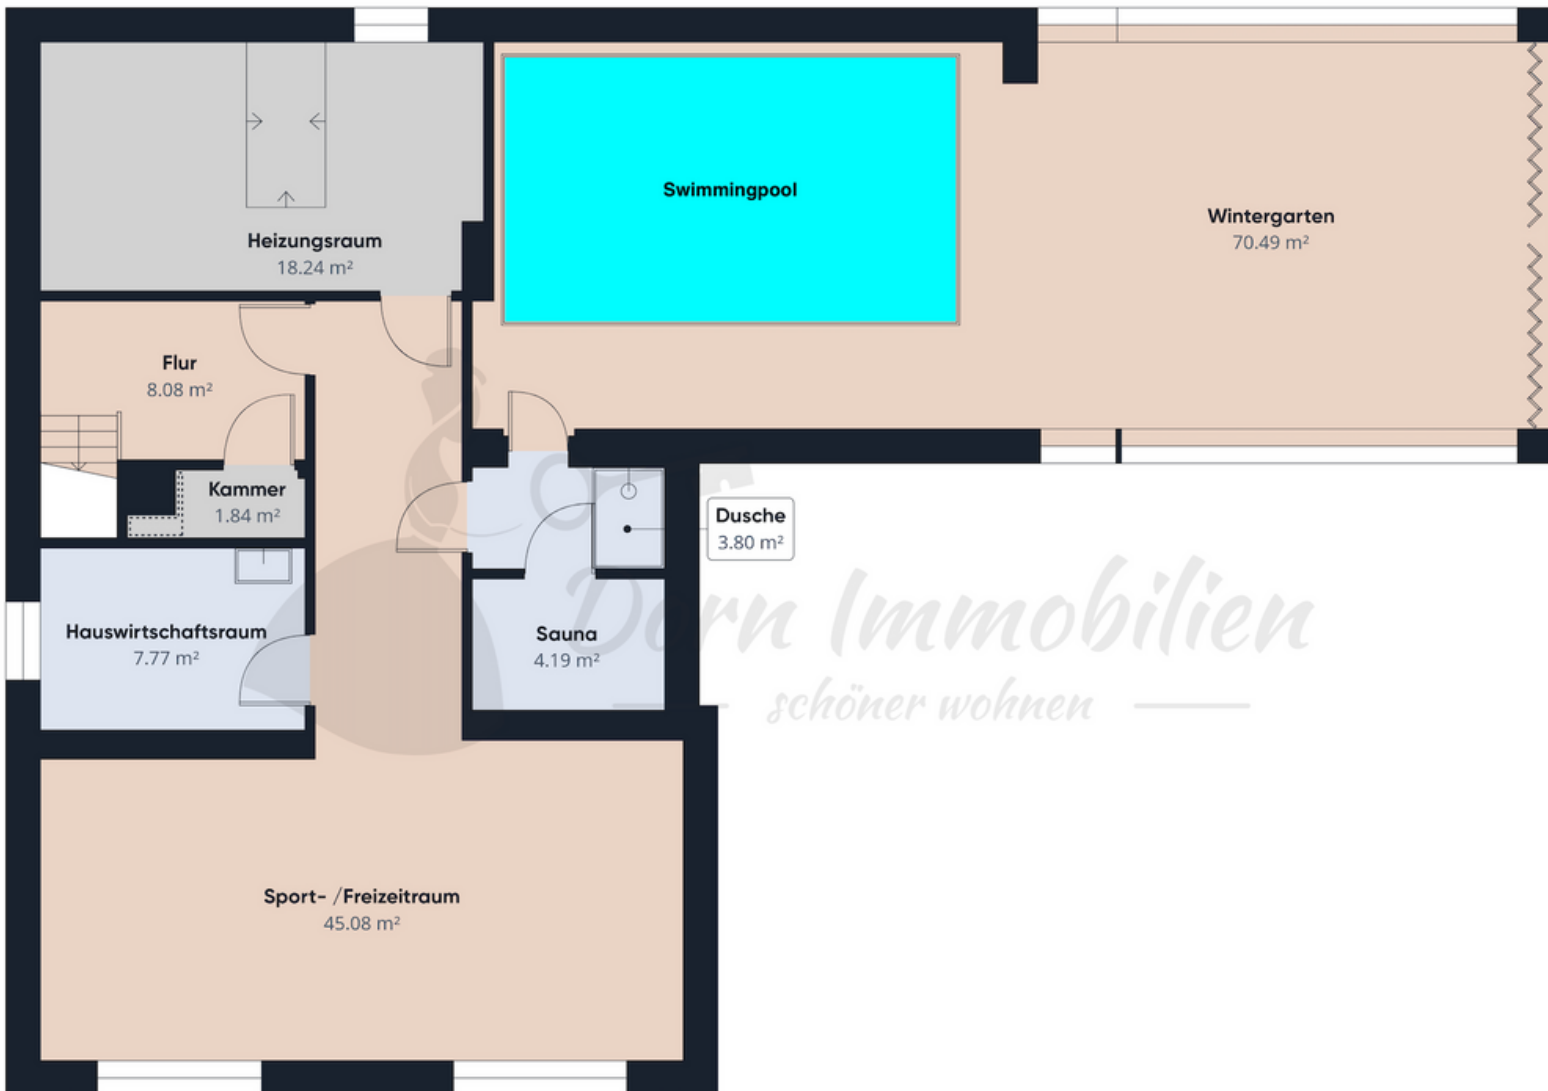 Swimmingpool
Wintergarten
70.49 m²
Heizungsraum
18.24 m²
Flur
8.08 m²
Kammer
1.84 m²
Dusche
3.80 m²
Hauswirtschaftsraum
7.77 m²
Sauna
4.19 m²
Dorn Immobilien
schöner wohnen
Sport- /Freizeitraum
45.08 m²